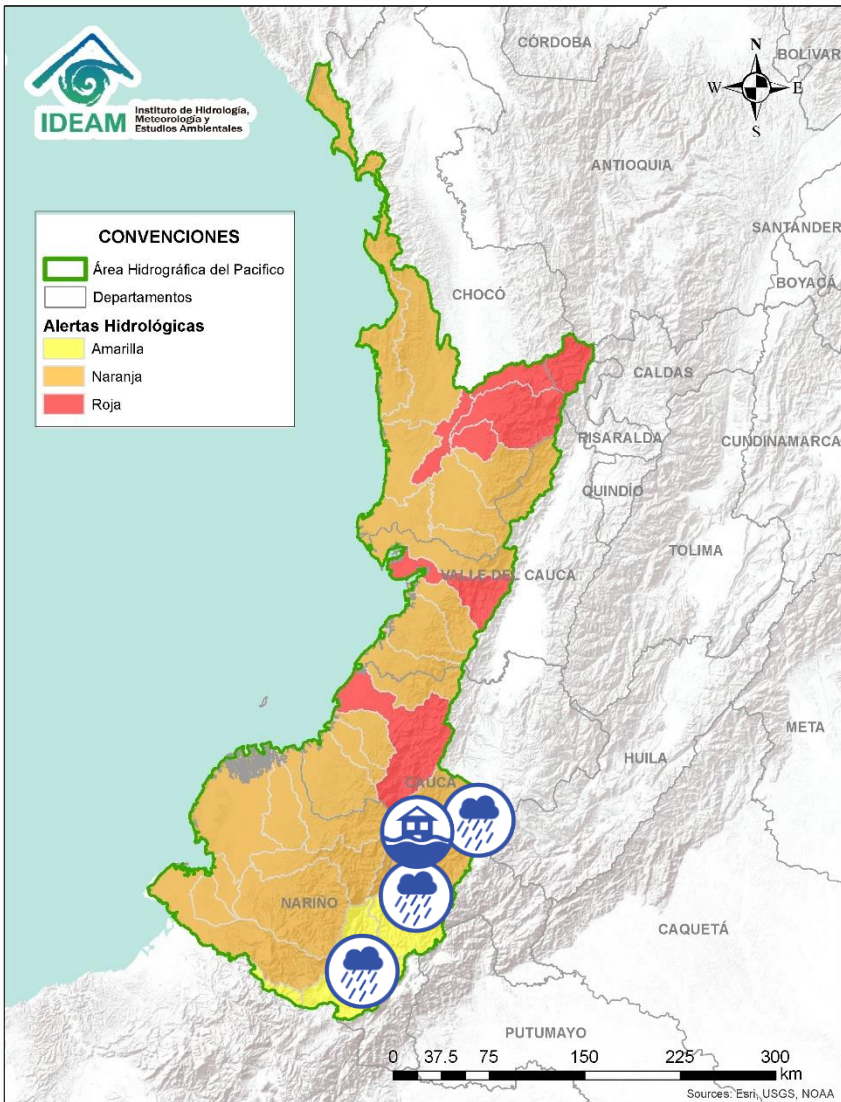 IDEAM
Instituto de Hidrología,
Meteorología y
Estudios Ambientales
CÓRDOBA
BOLÍVAR
N
W
E
S
ANTIOQUIA
SANTANDER
BOYACÁ
CONVENCIONES
Área Hidrográfica del Pacifico
Departamentos
Alertas Hidrológicas
Amarilla
Naranja
Roja
CHOCÓ
CALDAS
RISARALDA
CUNDINAMARCA
QUINDÍO
TOLIMA
VALLE DEL CAUCA
META
HUILA
CAUCA
NARIÑO
CAQUETÁ
PUTUMAYO
0 37.5 75 150 225 300
km
Sources: Esri, USGS, NOAA